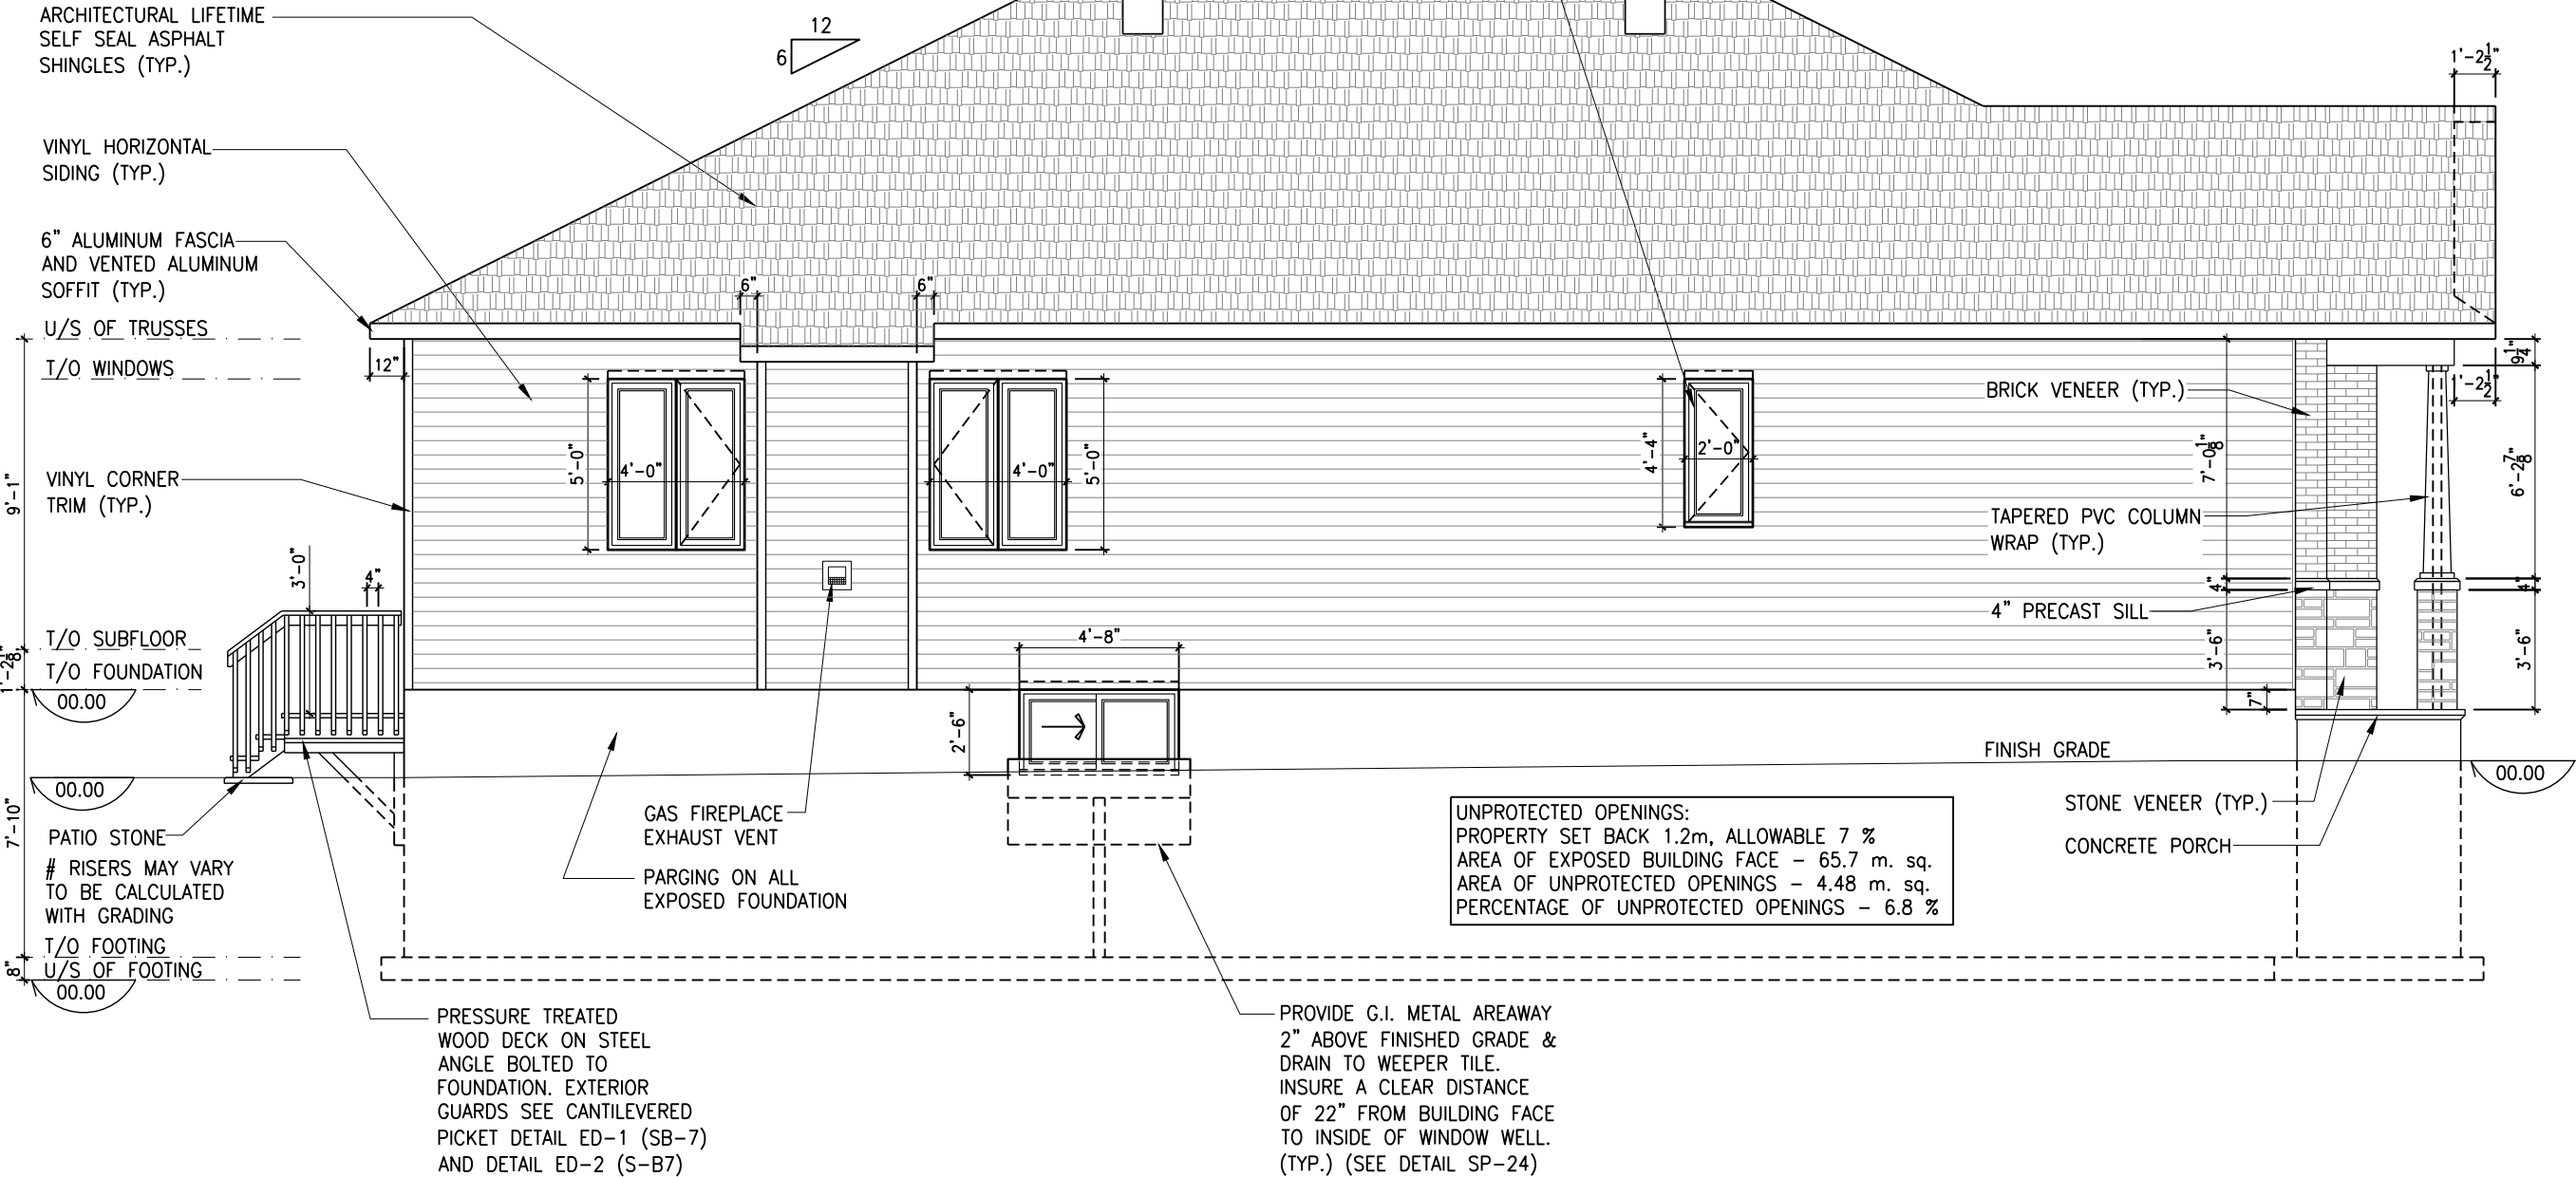 ARCHITECTURAL LIFETIME
SELF SEAL ASPHALT
SHINGLES (TYP.)
12
6
1'-2½"
VINYL HORIZONTAL
SIDING (TYP.)
6" ALUMINUM FASCIA
AND VENTED ALUMINUM
SOFFIT (TYP.)
6"
6"
U/S OF TRUSSES
T/O WINDOWS
12"
9¼"
1'-2½"
BRICK VENEER (TYP.)
5'-0"
4'-0"
4'-0"
5'-0"
4'-4"
2'-0"
7'-0⅛"
6'-2⅞"
9'-1"
VINYL CORNER
TRIM (TYP.)
TAPERED PVC COLUMN
WRAP (TYP.)
3'-0"
4"
4"
4"
4" PRECAST SILL
T/O SUBFLOOR
1'-2⅛"
T/O FOUNDATION
00.00
4'-8"
3'-6"
3'-6"
7"
2'-6"
FINISH GRADE
00.00
00.00
7'-10"
PATIO STONE
# RISERS MAY VARY
TO BE CALCULATED
WITH GRADING
GAS FIREPLACE
EXHAUST VENT
PARGING ON ALL
EXPOSED FOUNDATION
UNPROTECTED OPENINGS:
PROPERTY SET BACK 1.2m, ALLOWABLE 7 %
AREA OF EXPOSED BUILDING FACE - 65.7 m. sq.
AREA OF UNPROTECTED OPENINGS - 4.48 m. sq.
PERCENTAGE OF UNPROTECTED OPENINGS - 6.8 %
STONE VENEER (TYP.)
CONCRETE PORCH
T/O FOOTING
8"
U/S OF FOOTING
00.00
PRESSURE TREATED
WOOD DECK ON STEEL
ANGLE BOLTED TO
FOUNDATION. EXTERIOR
GUARDS SEE CANTILEVERED
PICKET DETAIL ED-1 (SB-7)
AND DETAIL ED-2 (S-B7)
PROVIDE G.I. METAL AREAWAY
2" ABOVE FINISHED GRADE &
DRAIN TO WEEPER TILE.
INSURE A CLEAR DISTANCE
OF 22" FROM BUILDING FACE
TO INSIDE OF WINDOW WELL.
(TYP.) (SEE DETAIL SP-24)